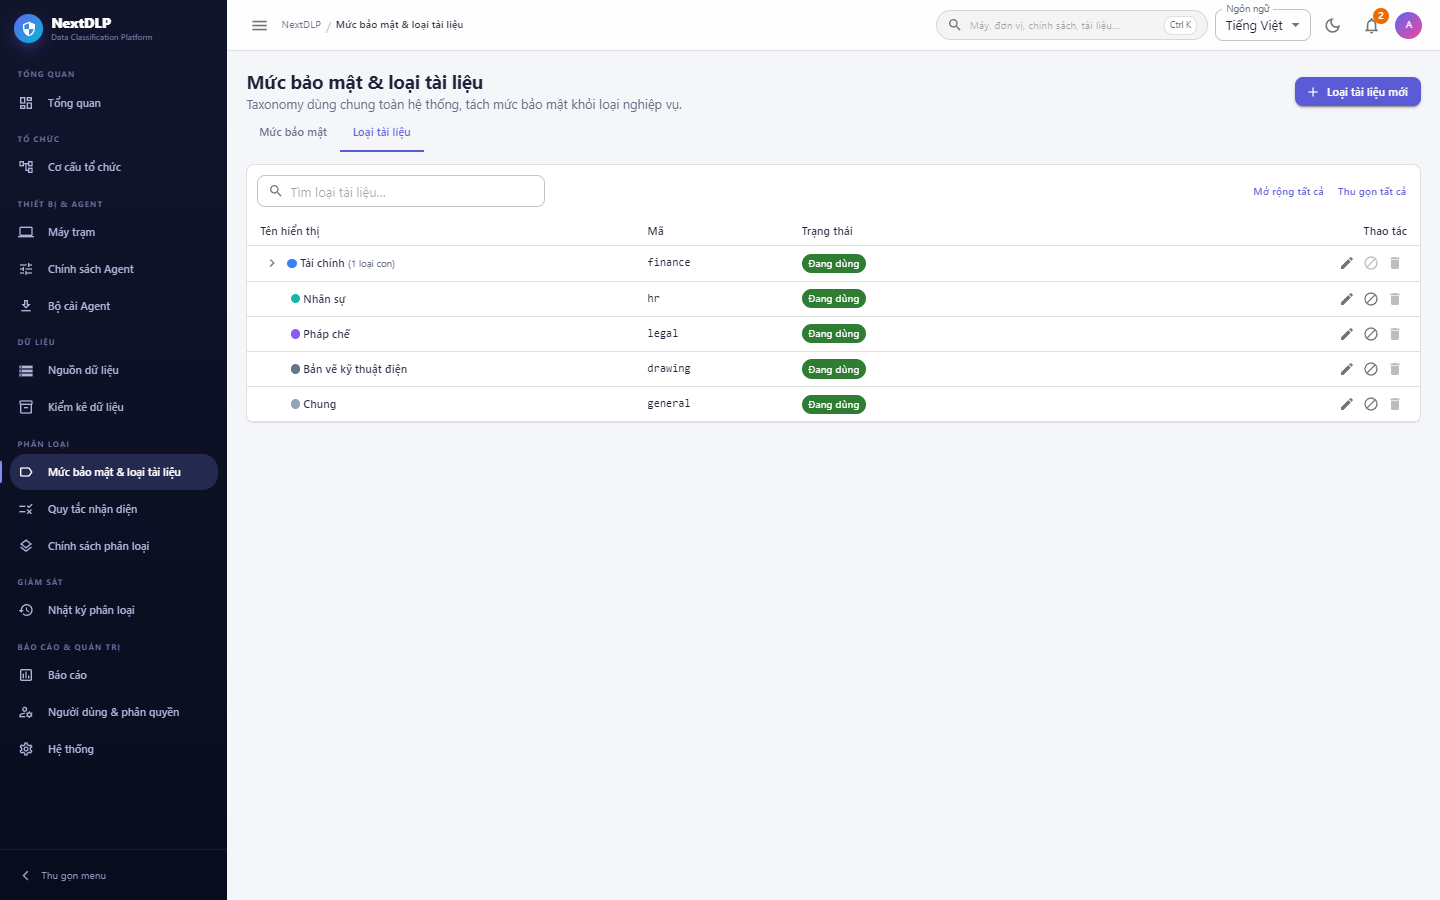 NextDLP
Data Classification Platform
TỔNG QUAN
Tổng quan
TỔ CHỨC
Cơ cấu tổ chức
THIẾT BỊ & AGENT
Máy trạm
Chính sách Agent
Bộ cài Agent
DỮ LIỆU
Nguồn dữ liệu
Kiểm kê dữ liệu
PHÂN LOẠI
Mức bảo mật & loại tài liệu
Quy tắc nhận diện
Chính sách phân loại
GIÁM SÁT
Nhật ký phân loại
BÁO CÁO & QUẢN TRỊ
Báo cáo
Người dùng & phân quyền
Hệ thống
Thu gọn menu
NextDLP / Mức bảo mật & loại tài liệu
Máy, đơn vị, chính sách, tài liệu... Ctrl K
Ngôn ngữ
Tiếng Việt
2
A
Mức bảo mật & loại tài liệu
Taxonomy dùng chung toàn hệ thống, tách mức bảo mật khỏi loại nghiệp vụ.
Loại tài liệu mới
Mức bảo mật Loại tài liệu
Tìm loại tài liệu...
Mở rộng tất cả Thu gọn tất cả
Tên hiển thị Mã Trạng thái Thao tác
Tài chính (1 loại con) finance Đang dùng
Nhân sự hr Đang dùng
Pháp chế legal Đang dùng
Bản vẽ kỹ thuật điện drawing Đang dùng
Chung general Đang dùng